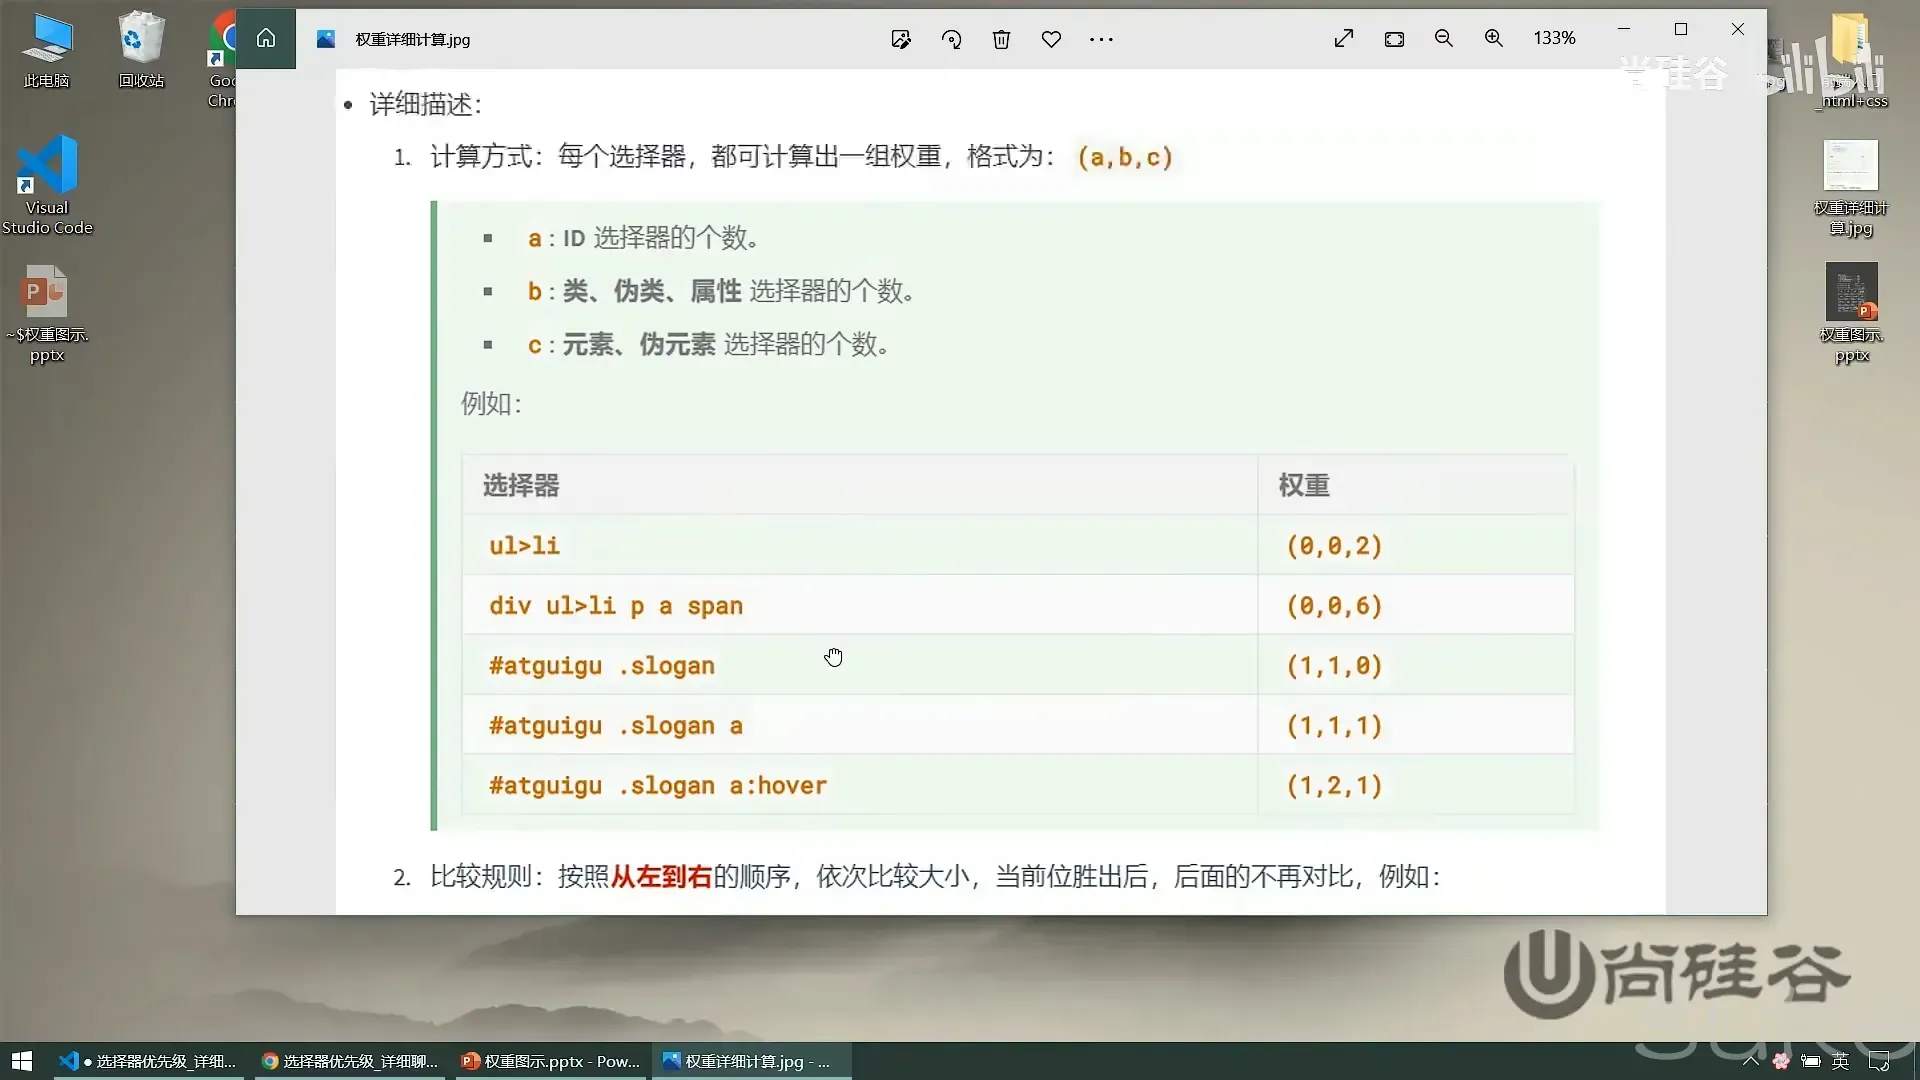 此电脑
回收站
Visual
Studio Code
~$权重图示.
pptx
权重详细计算.jpg
133%
尚硅谷
bilibili
_html+css
权重详细计
算.jpg
权重图示.
pptx
• 详细描述：
1. 计算方式：每个选择器，都可计算出一组权重，格式为： (a,b,c)
▪ a : ID 选择器的个数。
▪ b : 类、伪类、属性 选择器的个数。
▪ c : 元素、伪元素 选择器的个数。
例如：
选择器 权重
ul>li (0,0,2)
div ul>li p a span (0,0,6)
#atguigu .slogan (1,1,0)
#atguigu .slogan a (1,1,1)
#atguigu .slogan a:hover (1,2,1)
2. 比较规则：按照从左到右的顺序，依次比较大小，当前位胜出后，后面的不再对比，例如：
尚硅谷
● 选择器优先级_详细...
选择器优先级_详细聊...
权重图示.pptx - Pow...
权重详细计算.jpg - ...
英